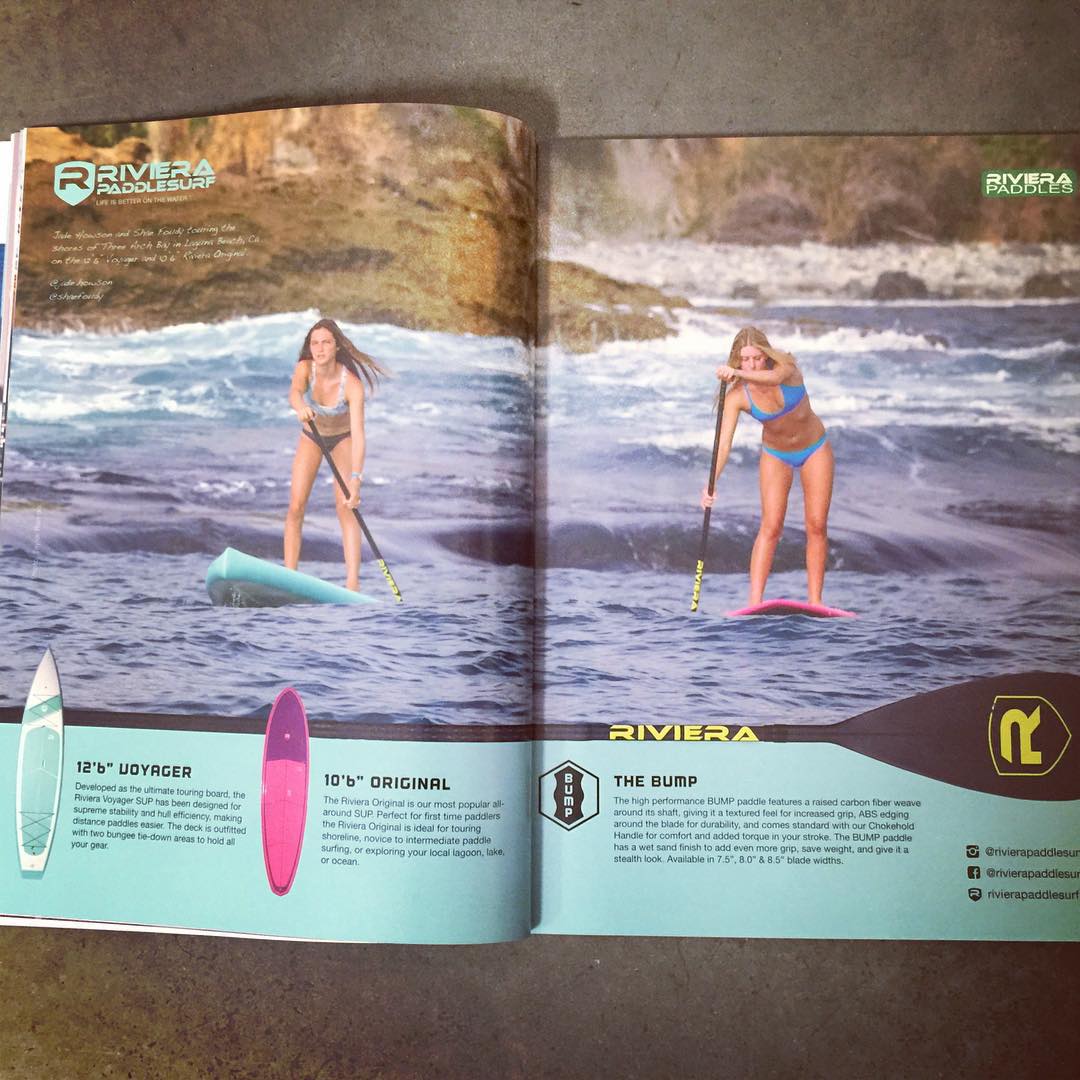 RIVIERA
PADDLESURF
LIFE IS BETTER ON THE WATER
Jade Howson and Shae Foudy touring the
shores of Three Arch Bay in Laguna Beach, Ca.
on the 12'6" Voyager and 10'6" Riviera Original.
@jade.howson
@shaefoudy
RIVIERA
PADDLES
RIVIERA
RIVIERA
RIVIERA
R
12'6" VOYAGER
Developed as the ultimate touring board, the
Riviera Voyager SUP has been designed for
supreme stability and hull efficiency, making
distance paddles easier. The deck is outfitted
with two bungee tie-down areas to hold all
your gear.
10'6" ORIGINAL
The Riviera Original is our most popular all-
around SUP. Perfect for first time paddlers
the Riviera Original is ideal for touring
shoreline, novice to intermediate paddle
surfing, or exploring your local lagoon, lake,
or ocean.
BUMP
THE BUMP
The high performance BUMP paddle features a raised carbon fiber weave
around its shaft, giving it a textured feel for increased grip, ABS edging
around the blade for durability, and comes standard with our Chokehold
Handle for comfort and added torque in your stroke. The BUMP paddle
has a wet sand finish to add even more grip, save weight, and give it a
stealth look. Available in 7.5", 8.0" & 8.5" blade widths.
@rivierapaddlesur
@rivierapaddlesur
rivierapaddlesurf